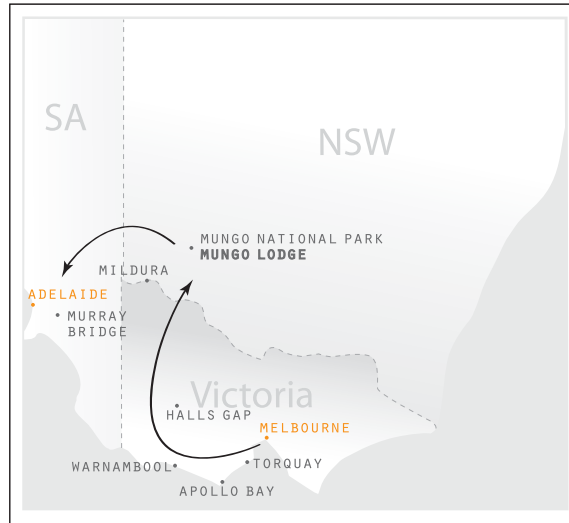 SA
NSW
MUNGO NATIONAL PARK
MUNGO LODGE
MILDURA
ADELAIDE
MURRAY
BRIDGE
Victoria
HALLS GAP
MELBOURNE
WARNAMBOOL
TORQUAY
APOLLO BAY